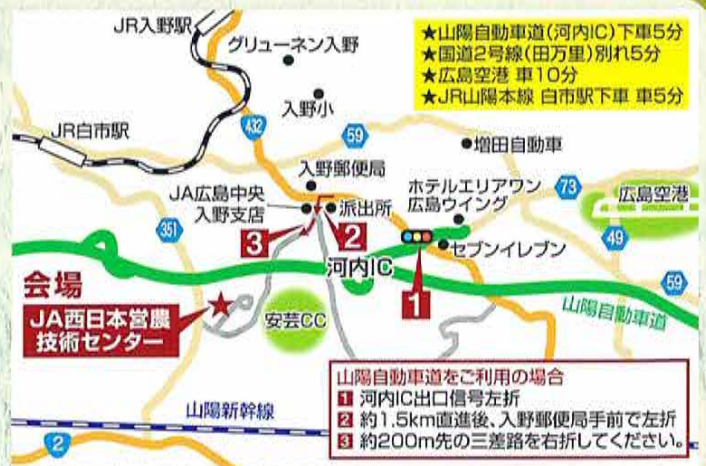 JR入野駅
グリューネン入野
★山陽自動車道(河内IC)下車5分
★国道2号線(田万里)別れ5分
★広島空港 車10分
★JR山陽本線 白市駅下車 車5分
入野小
432
59
JR白市駅
増田自動車
入野郵便局
JA広島中央
入野支店
派出所
ホテルエリアワン
広島ウイング
73
広島空港
351
3
2
河内IC
セブンイレブン
49
1
59
会場
JA西日本営農
技術センター
安芸CC
山陽自動車道
山陽新幹線
2
山陽自動車道をご利用の場合
1 河内IC出口信号左折
2 約1.5km直進後、入野郵便局手前で左折
3 約200m先の三差路を右折してください。